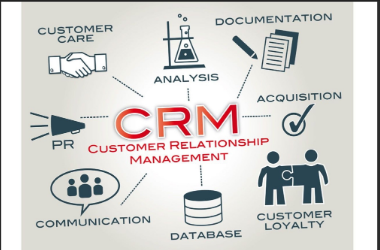 DOCUMENTATION
CUSTOMER
CARE
ANALYSIS
ACQUISITION
CRM
CUSTOMER RELATIONSHIP
MANAGEMENT
PR
COMMUNICATION
DATABASE
CUSTOMER
LOYALTY